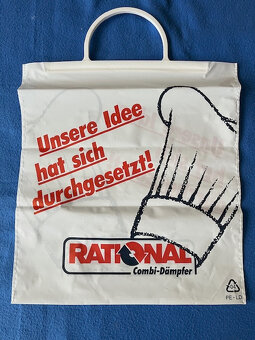 Unsere Idee
hat sich
durchgesetzt!
RATIONAL
Combi-Dämpfer
PE-LD